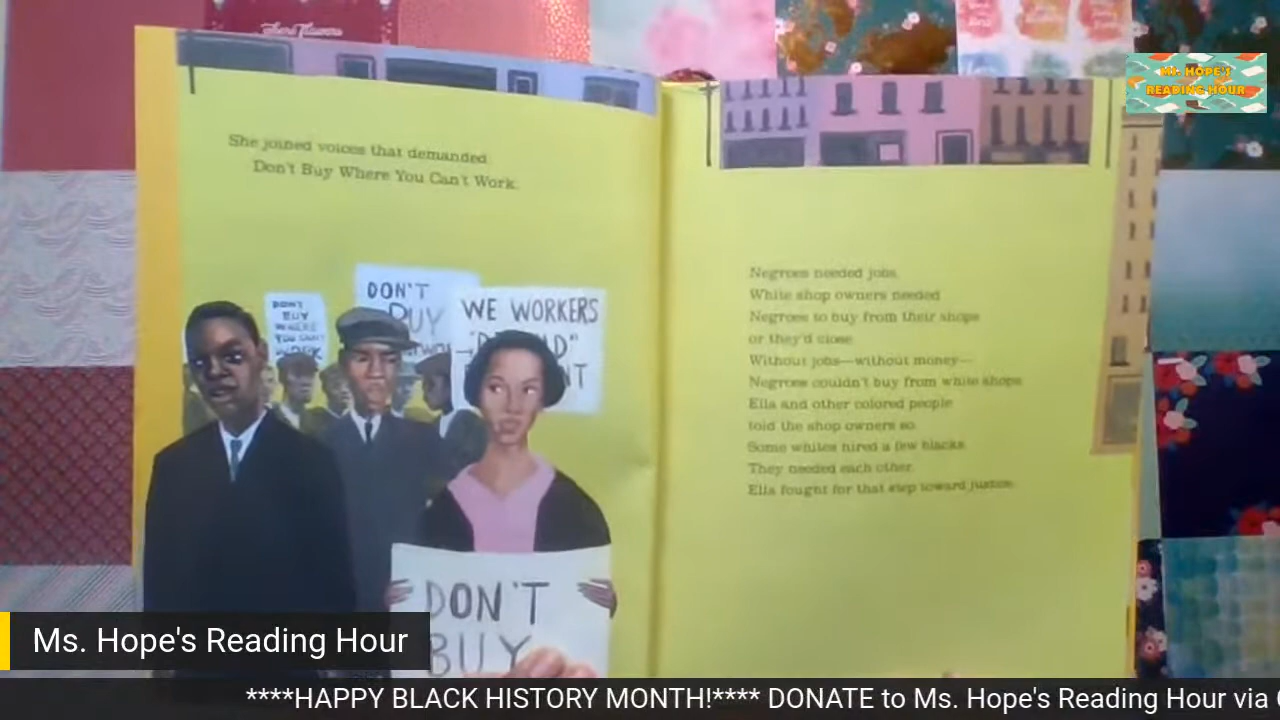 She joined voices that demanded
Don't Buy Where You Can't Work.
DON'T
BUY
WHERE
YOU CAN'T
WORK
DON'T
BUY
WE WORKERS
DON'T
BUY
Negroes needed jobs.
White shop owners needed
Negroes to buy from their shops
or they'd close.
Without jobs—without money—
Negroes couldn't buy from white shops.
Ella and other colored people
told the shop owners so.
Some whites hired a few blacks.
They needed each other.
Ella fought for that step toward justice.
MS. HOPE'S
READING HOUR
Ms. Hope's Reading Hour
****HAPPY BLACK HISTORY MONTH!**** DONATE to Ms. Hope's Reading Hour via